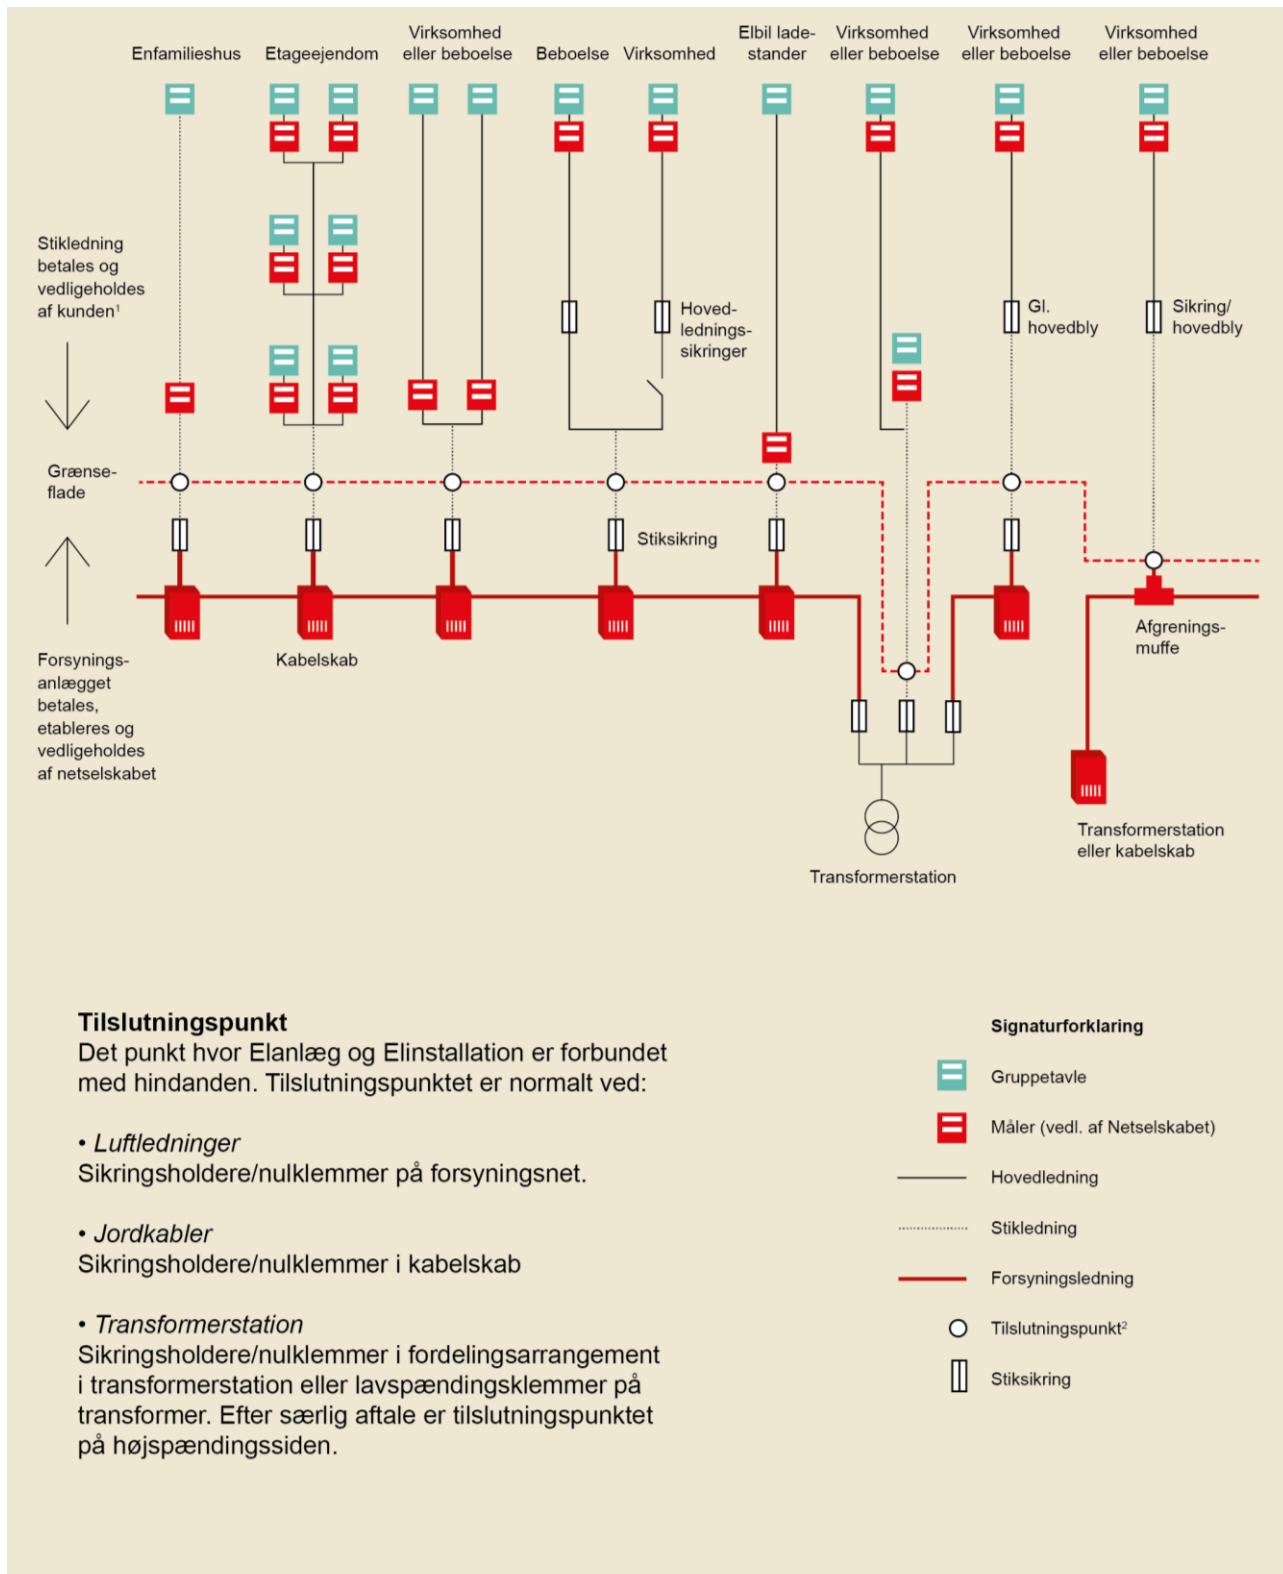 Enfamilieshus
Etageejendom
Virksomhed
eller beboelse
Beboelse
Virksomhed
Elbil lade-
stander
Virksomhed
eller beboelse
Virksomhed
eller beboelse
Virksomhed
eller beboelse
Stikledning
betales og
vedligeholdes
af kunden¹
Hoved-
lednings-
sikringer
Gl.
hovedbly
Sikring/
hovedbly
Grænse-
flade
Stiksikring
Kabelskab
Afgrenings-
muffe
Forsynings-
anlægget
betales,
etableres og
vedligeholdes
af netselskabet
Transformerstation
eller kabelskab
Transformerstation
Tilslutningspunkt
Det punkt hvor Elanlæg og Elinstallation er forbundet
med hindanden. Tilslutningspunktet er normalt ved:
• Luftledninger
Sikringsholdere/nulklemmer på forsyningsnet.
• Jordkabler
Sikringsholdere/nulklemmer i kabelskab
• Transformerstation
Sikringsholdere/nulklemmer i fordelingsarrangement
i transformerstation eller lavspændingsklemmer på
transformer. Efter særlig aftale er tilslutningspunktet
på højspændingssiden.
Signaturforklaring
Gruppetavle
Måler (vedl. af Netselskabet)
Hovedledning
Stikledning
Forsyningsledning
Tilslutningspunkt²
Stiksikring